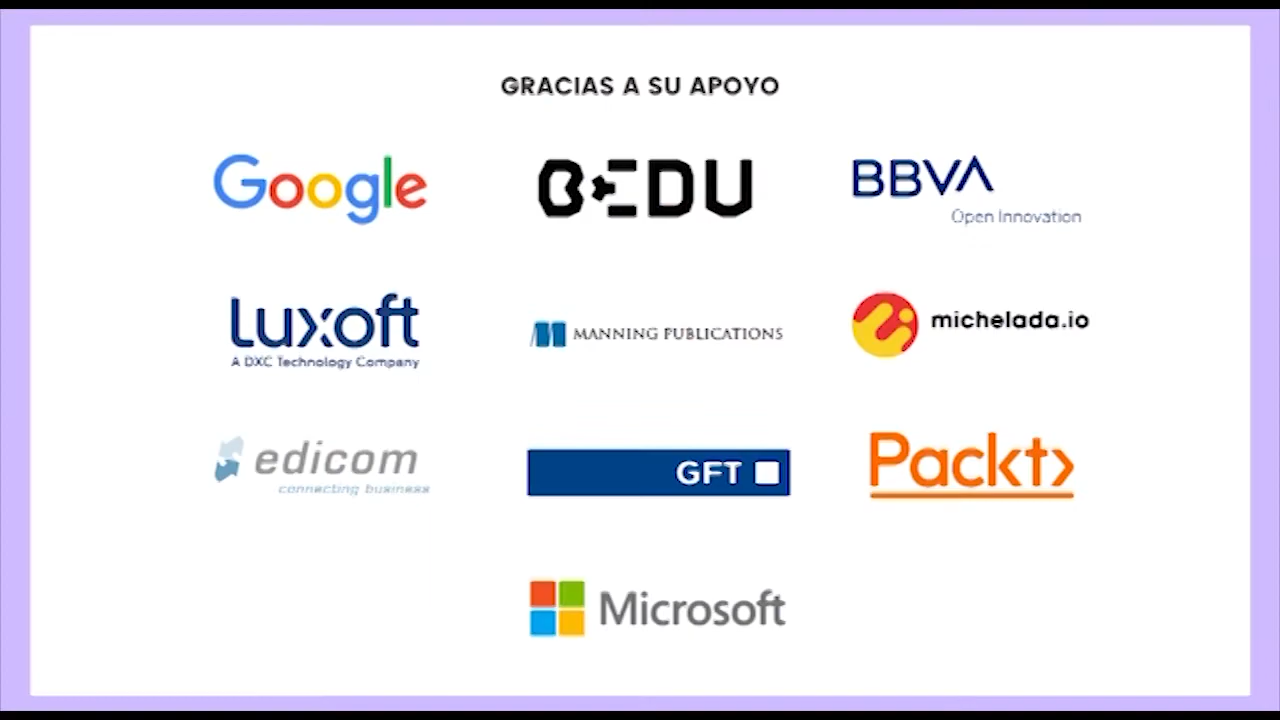 GRACIAS A SU APOYO
Google
BEDU
BBVA
Open Innovation
Luxoft
A DXC Technology Company
MANNING PUBLICATIONS
michelada.io
edicom
connecting business
GFT
Packt>
Microsoft